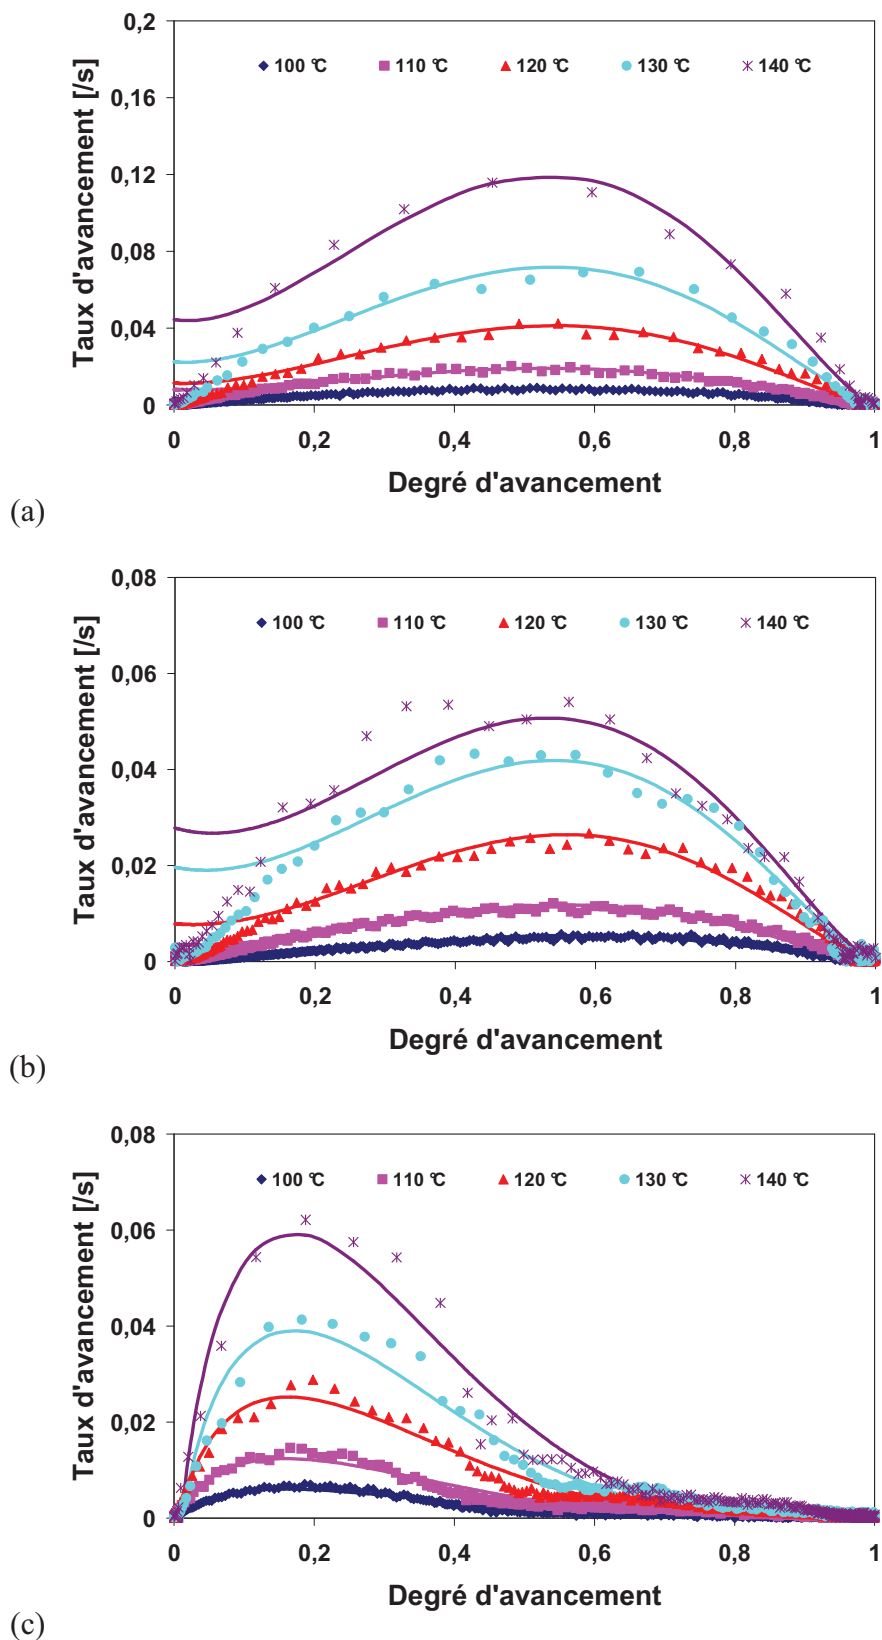 Taux d'avancement [/s]
0,2
0,16
0,12
0,08
0,04
0
100 °C 110 °C 120 °C 130 °C 140 °C
0 0,2 0,4 0,6 0,8 1
Degré d'avancement
(a)
Taux d'avancement [/s]
0,08
0,06
0,04
0,02
0
100 °C 110 °C 120 °C 130 °C 140 °C
0 0,2 0,4 0,6 0,8 1
Degré d'avancement
(b)
Taux d'avancement [/s]
0,08
0,06
0,04
0,02
0
100 °C 110 °C 120 °C 130 °C 140 °C
0 0,2 0,4 0,6 0,8 1
Degré d'avancement
(c)